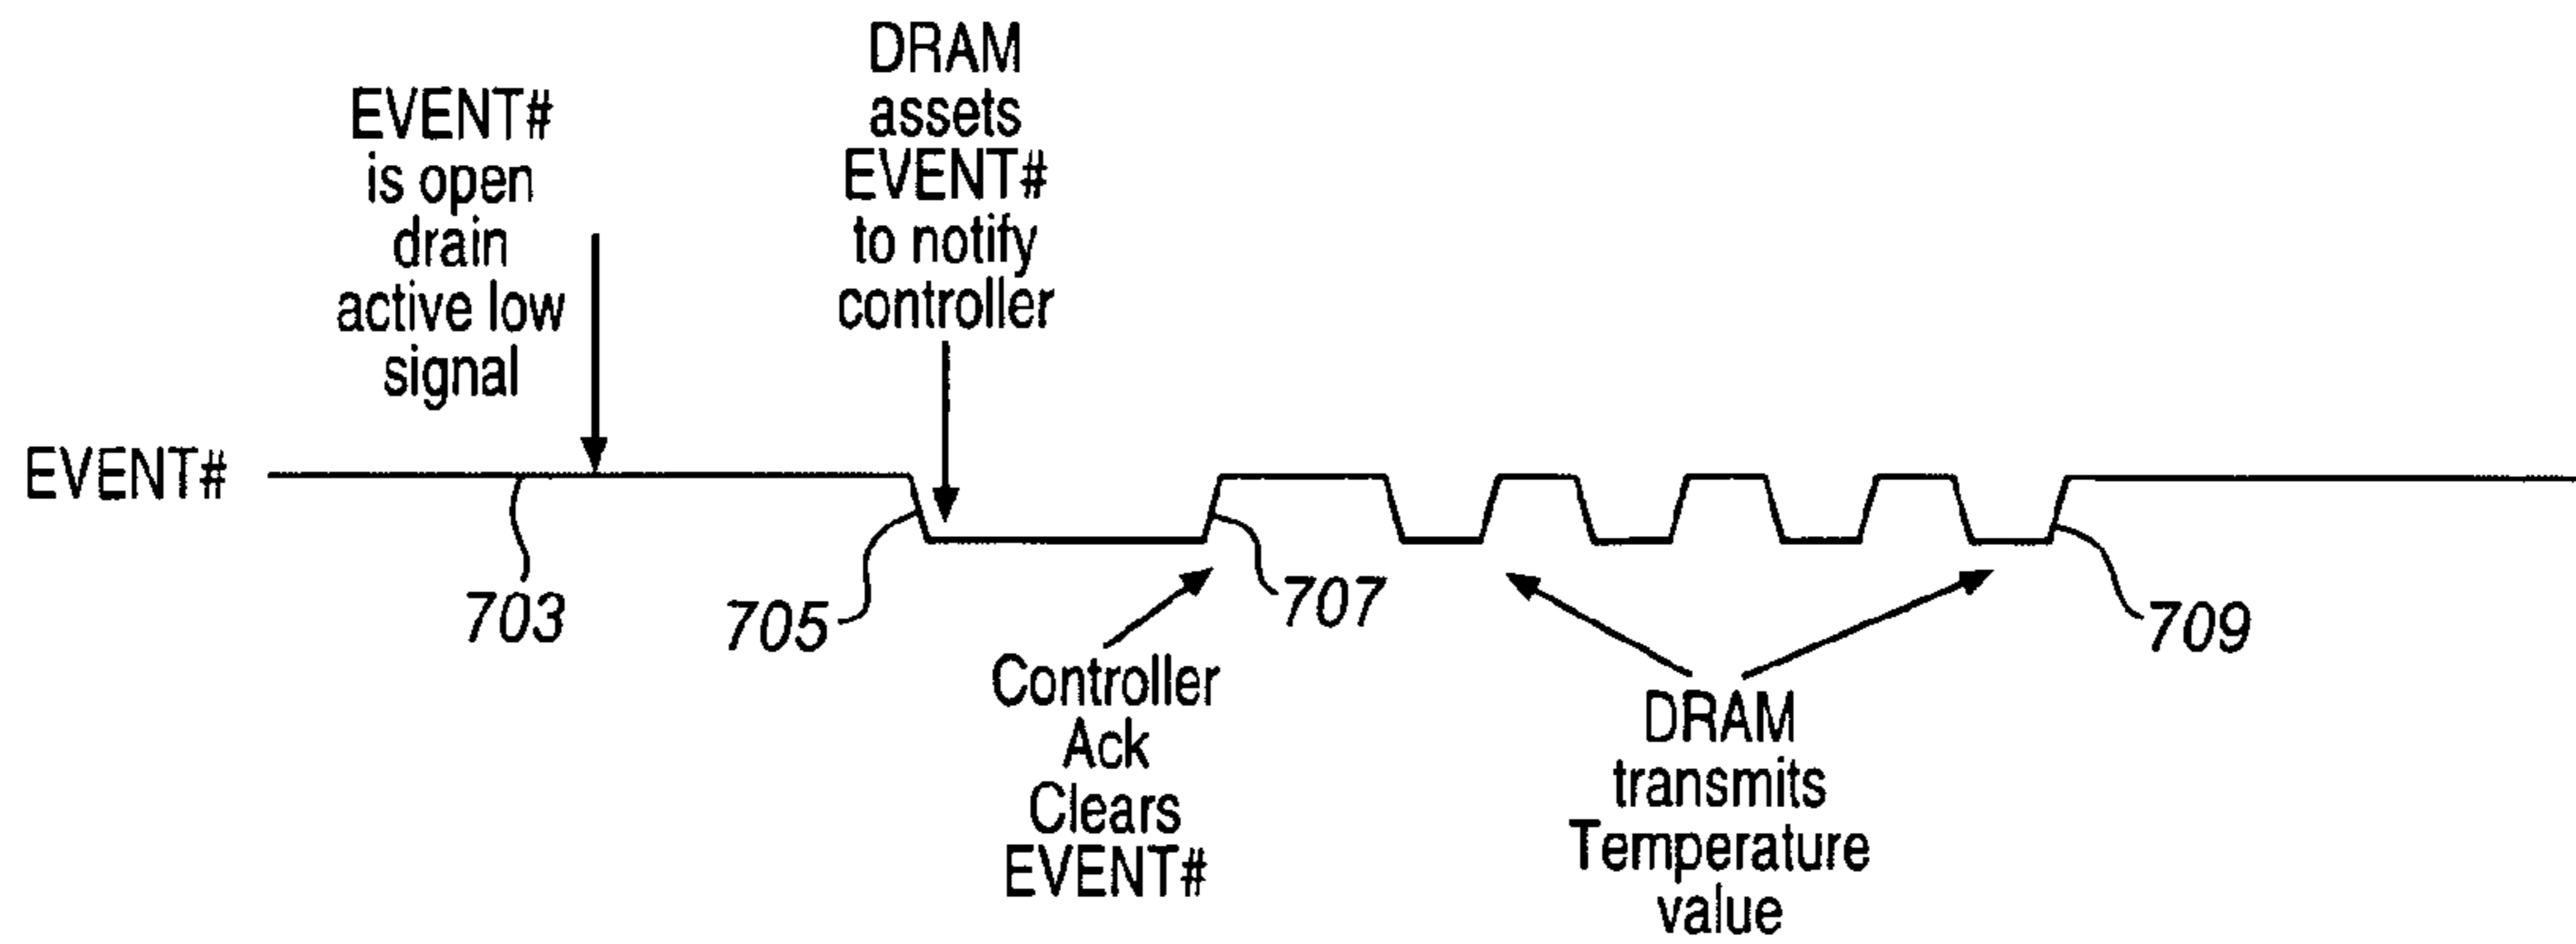 EVENT#
is open
drain
active low
signal
DRAM
assets
EVENT#
to notify
controller
EVENT#
703
705
707
709
Controller
Ack
Clears
EVENT#
DRAM
transmits
Temperature
value